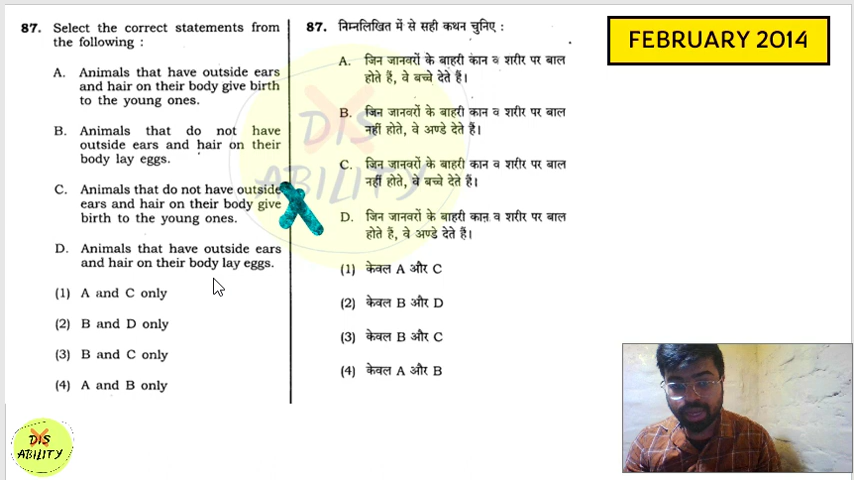 87. Select the correct statements from
the following :
A. Animals that have outside ears
and hair on their body give birth
to the young ones.
B. Animals that do not have
outside ears and hair on their
body lay eggs.
C. Animals that do not have outside
ears and hair on their body give
birth to the young ones.
D. Animals that have outside ears
and hair on their body lay eggs.
(1) A and C only
(2) B and D only
(3) B and C only
(4) A and B only
87. निम्नलिखित में से सही कथन चुनिए :
A. जिन जानवरों के बाहरी कान व शरीर पर बाल
होते हैं, वे बच्चे देते हैं।
B. जिन जानवरों के बाहरी कान व शरीर पर बाल
नहीं होते, वे अण्डे देते हैं।
C. जिन जानवरों के बाहरी कान व शरीर पर बाल
नहीं होते, वे बच्चे देते हैं।
D. जिन जानवरों के बाहरी कान व शरीर पर बाल
होते हैं, वे अण्डे देते हैं।
(1) केवल A और C
(2) केवल B और D
(3) केवल B और C
(4) केवल A और B
FEBRUARY 2014
DIS
ABILITY
DIS
ABILITY